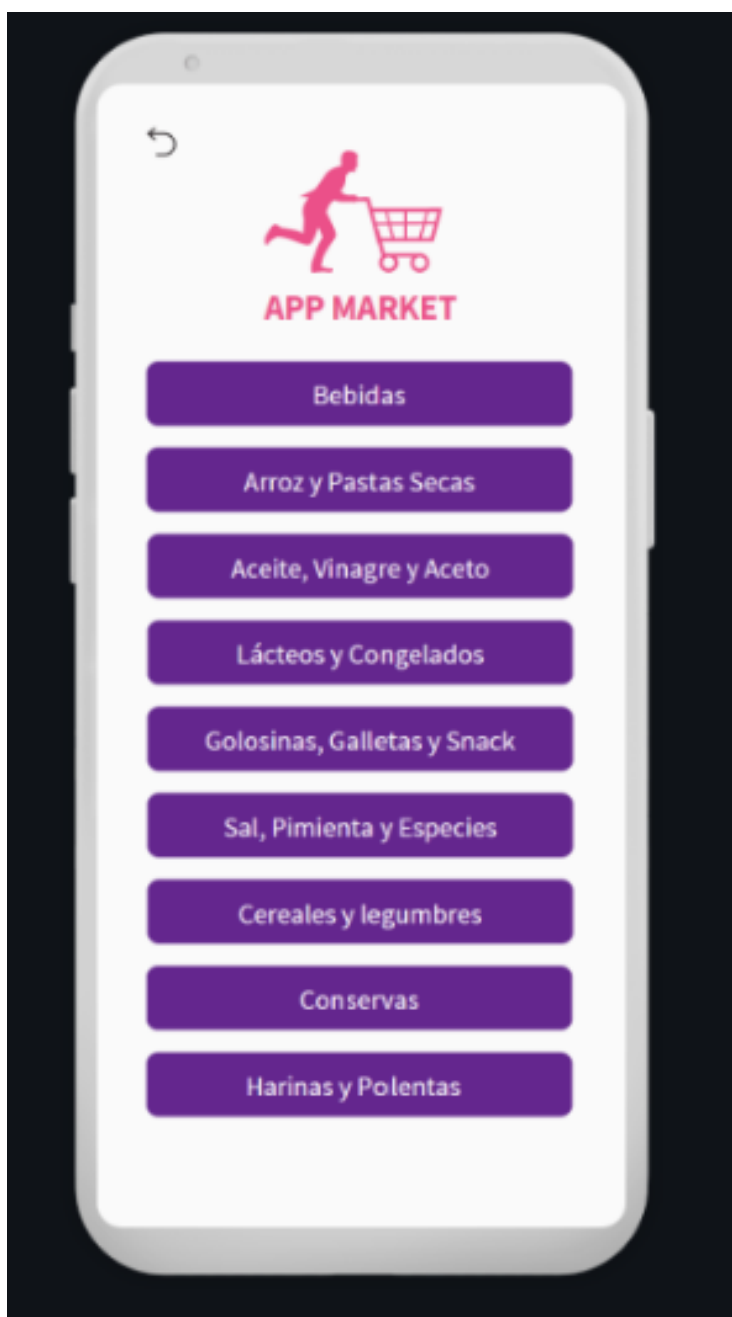 APP MARKET
Bebidas
Arroz y Pastas Secas
Aceite, Vinagre y Aceto
Lácteos y Congelados
Golosinas, Galletas y Snack
Sal, Pimienta y Especies
Cereales y legumbres
Conservas
Harinas y Polentas